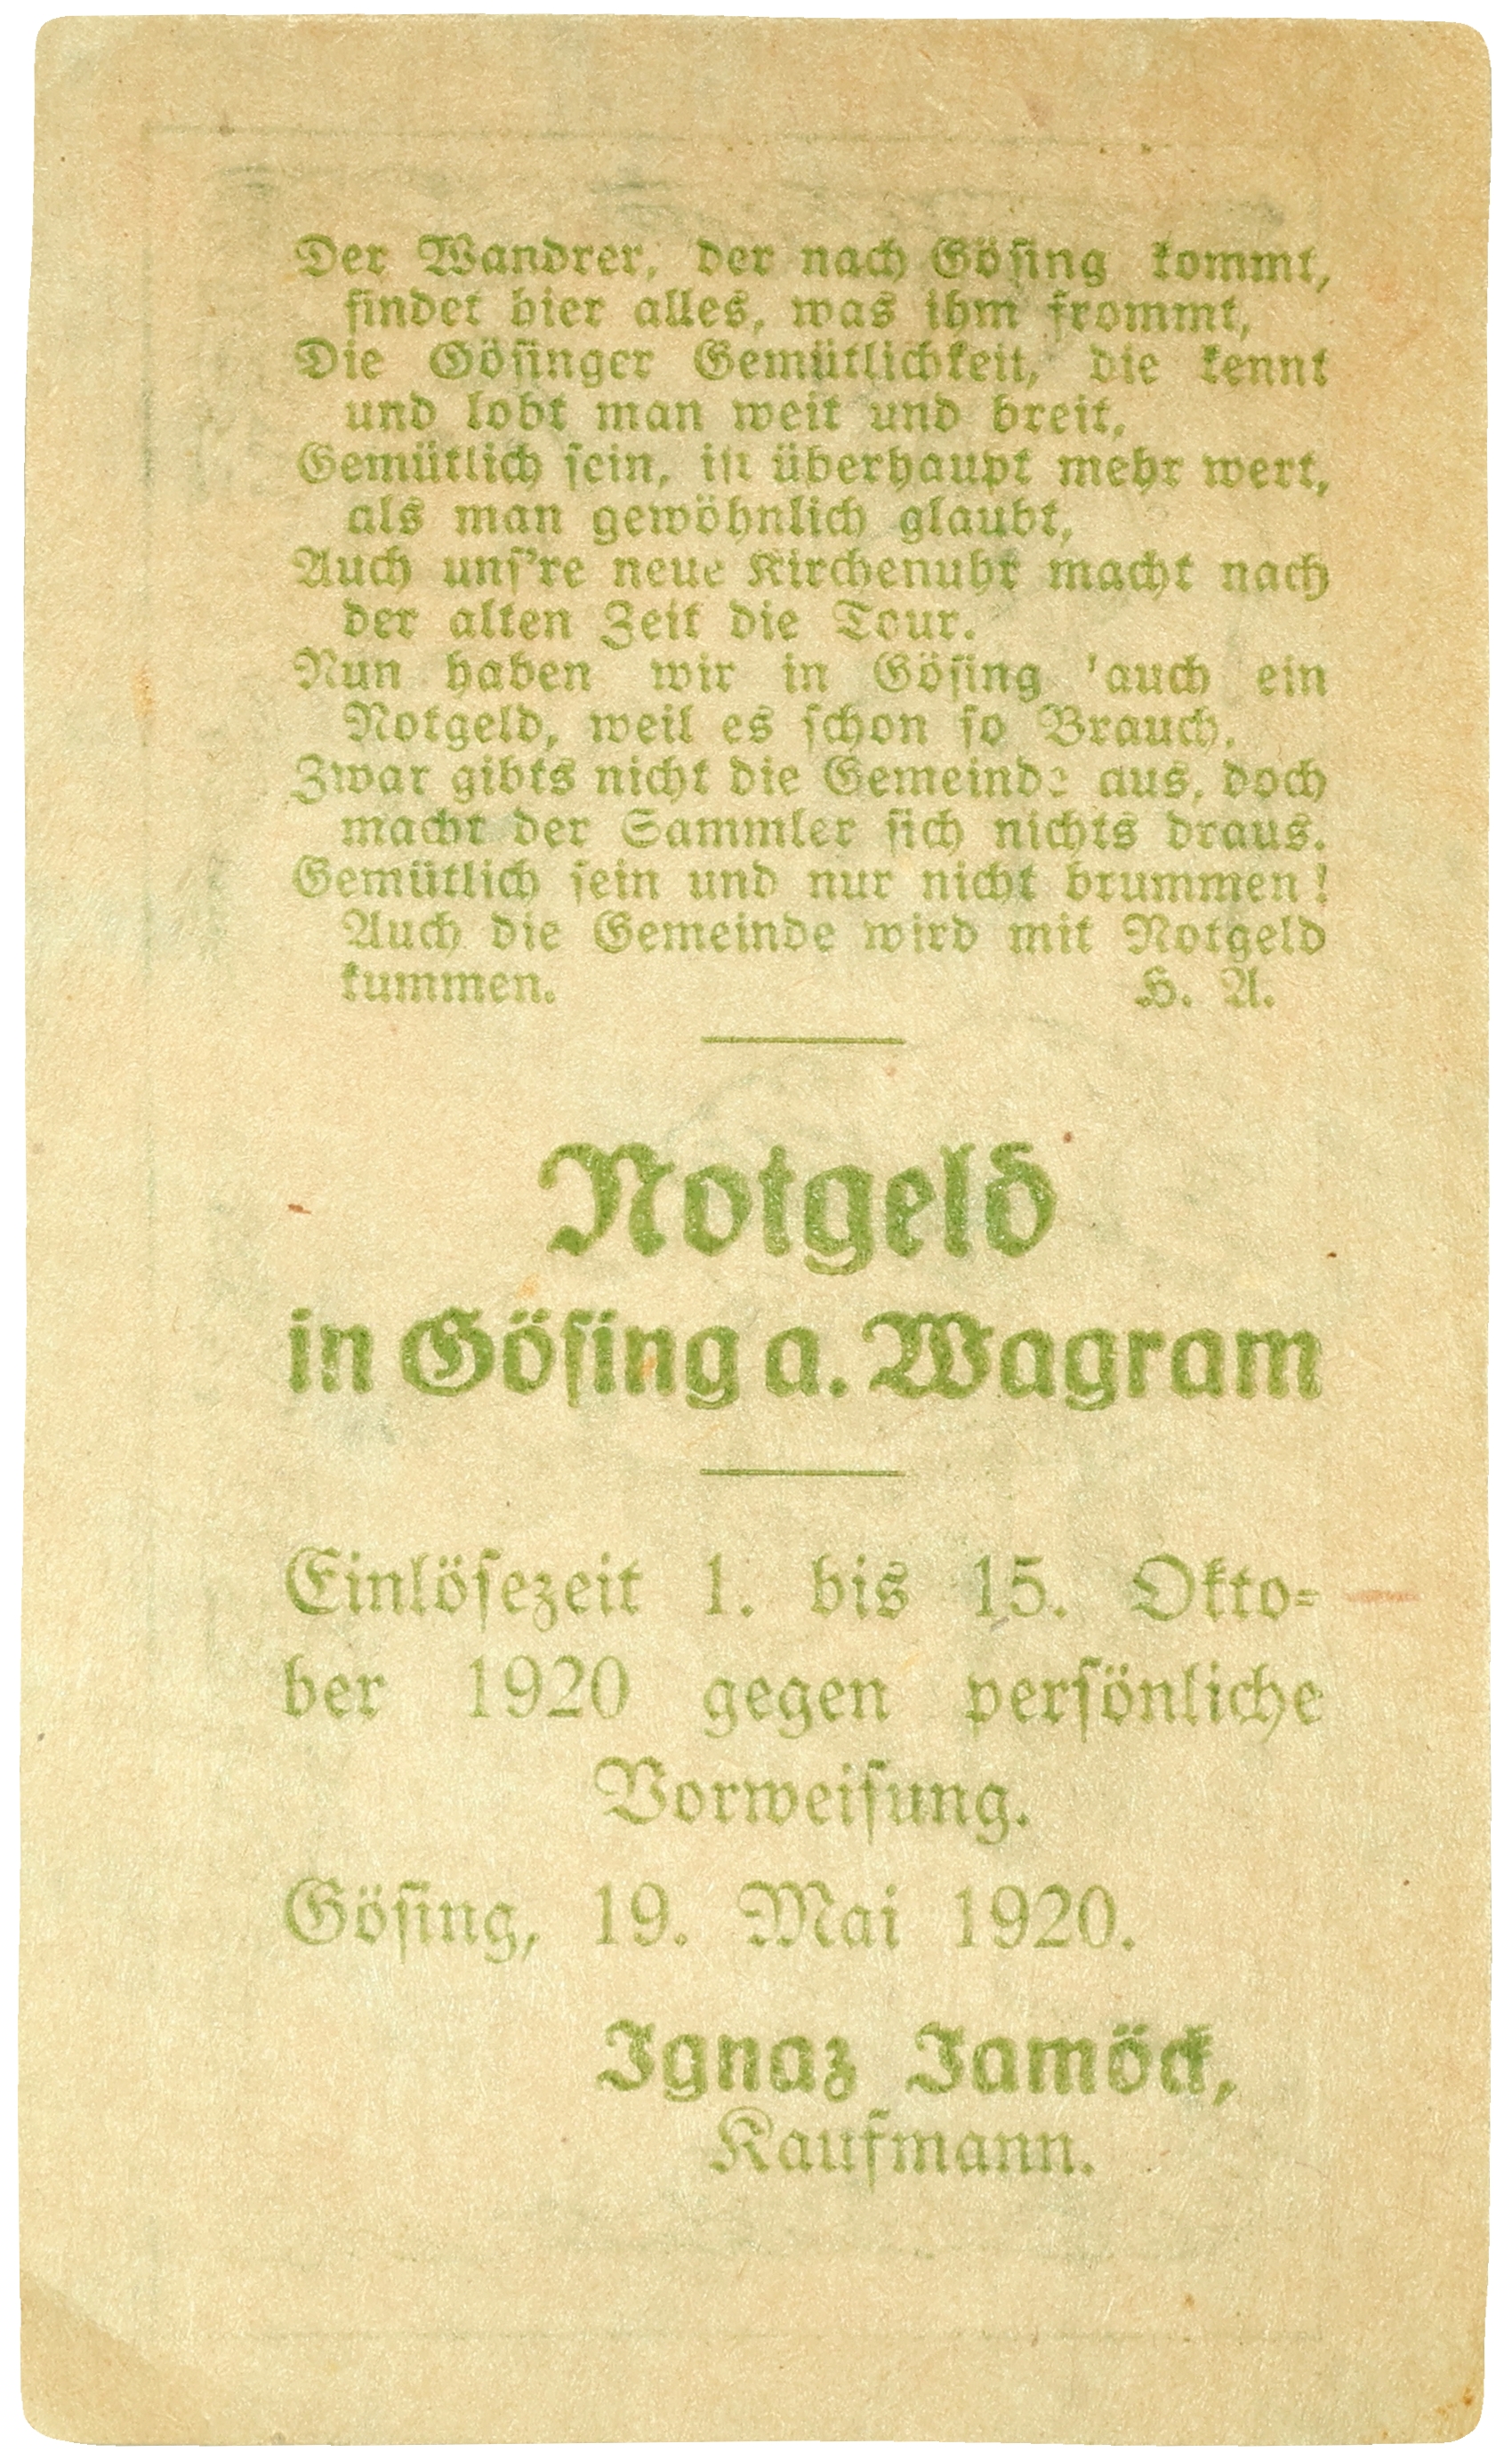 Der Wandrer, der nach Gösing kommt,
findet hier alles, was ihm frommt,
Die Gösinger Gemütlichkeit, die kennt
und lobt man weit und breit.
Gemütlich sein, ist überhaupt mehr wert,
als man gewöhnlich glaubt,
Auch uns're neue Kirchenuhr macht nach
der alten Zeit die Tour.
Nun haben wir in Gösing 'auch ein
Notgeld, weil es schon so Brauch.
Zwar gibts nicht die Gemeinde aus, doch
macht der Sammler sich nichts draus.
Gemütlich sein und nur nicht brummen!
Auch die Gemeinde wird mit Notgeld
kummen. H. A.
Notgeld
in Gösing a. Wagram
Einlösezeit 1. bis 15. Okto-
ber 1920 gegen persönliche
Vorweisung.
Gösing, 19. Mai 1920.
Ignaz Jamöck,
Kaufmann.